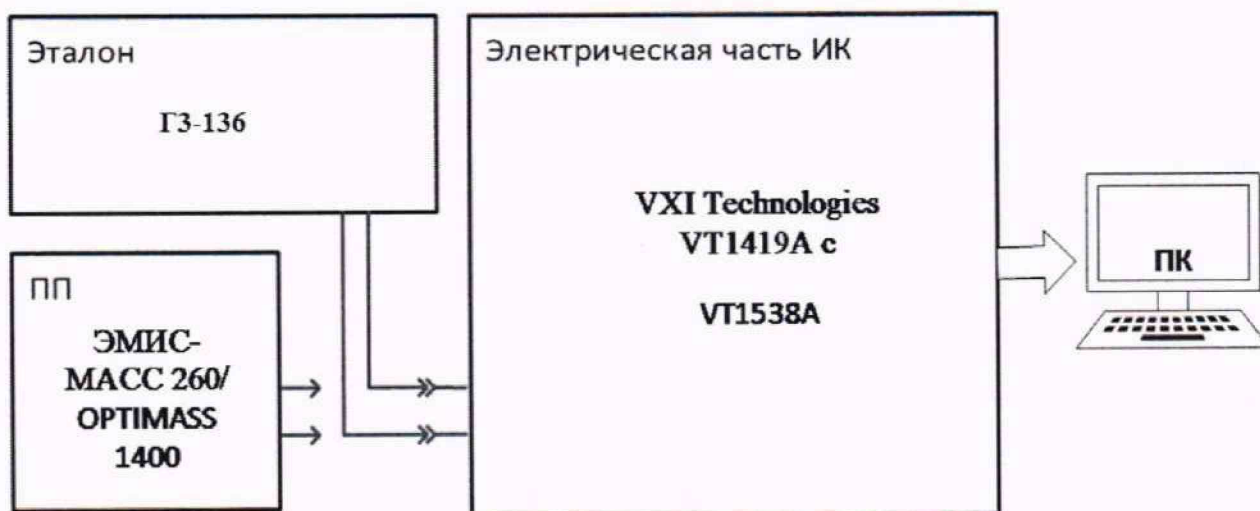 Эталон
Г3-136
ПП
ЭМИС-
МАСС 260/
OPTIMASS
1400
Электрическая часть ИК
VXI Technologies
VT1419A с
VT1538A
ПК